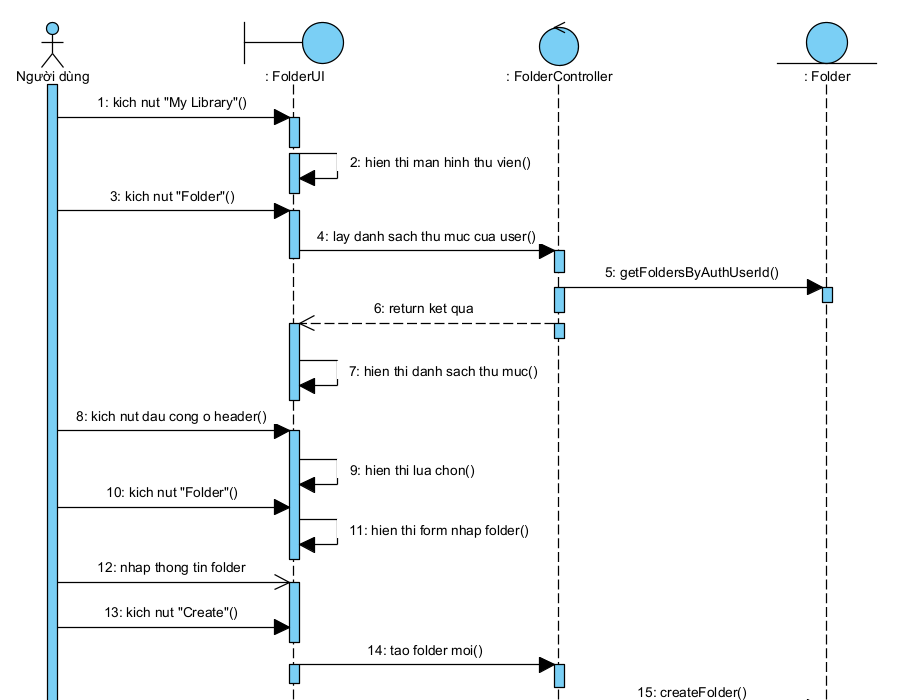 Người dùng
: FolderUI
: FolderController
: Folder
1: kich nut "My Library"()
2: hien thi man hinh thu vien()
3: kich nut "Folder"()
4: lay danh sach thu muc cua user()
5: getFoldersByAuthUserId()
6: return ket qua
7: hien thi danh sach thu muc()
8: kich nut dau cong o header()
9: hien thi lua chon()
10: kich nut "Folder"()
11: hien thi form nhap folder()
12: nhap thong tin folder
13: kich nut "Create"()
14: tao folder moi()
15: createFolder()